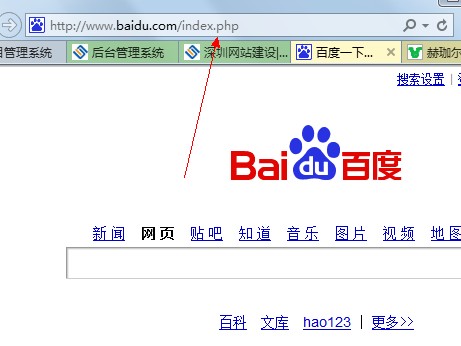 http://www.baidu.com/index.php
目管理系统 后台管理系统 深圳网站建设|... 百度一下... 赫珈尔
搜索设置 |
Bai du 百度
新闻 网页 贴吧 知道 音乐 图片 视频 地图
百科 文库 hao123 | 更多>>